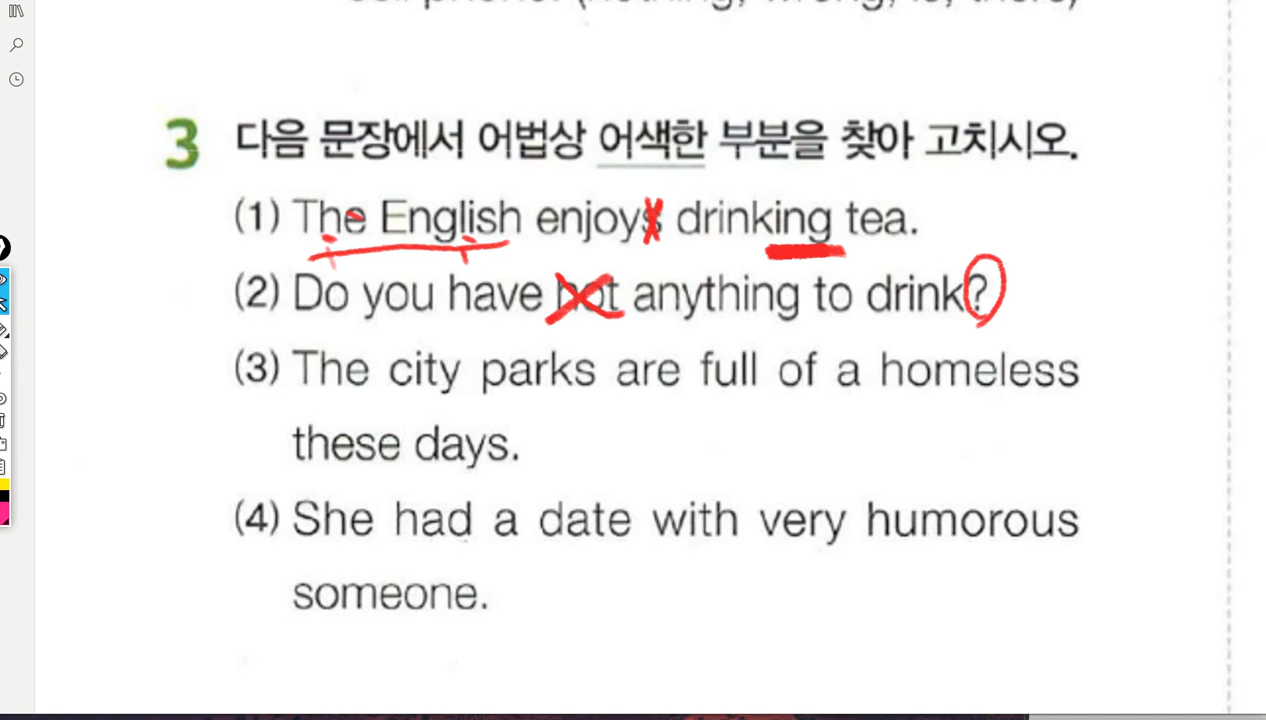 3 다음 문장에서 어법상 어색한 부분을 찾아 고치시오.
(1) The English enjoys drinking tea.
(2) Do you have hot anything to drink?
(3) The city parks are full of a homeless
these days.
(4) She had a date with very humorous
someone.